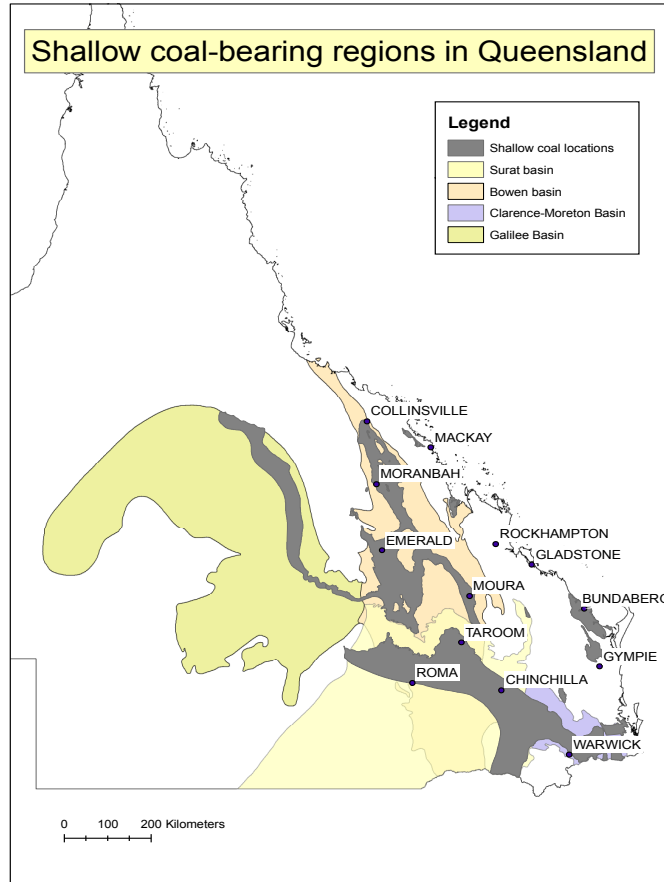 Shallow coal-bearing regions in Queensland
Legend
Shallow coal locations
Surat basin
Bowen basin
Clarence-Moreton Basin
Galilee Basin
COLLINSVILLE
MACKAY
MORANBAH
ROCKHAMPTON
EMERALD
GLADSTONE
MOURA
BUNDABERG
TAROOM
GYMPIE
ROMA
CHINCHILLA
WARWICK
0 100 200 Kilometers